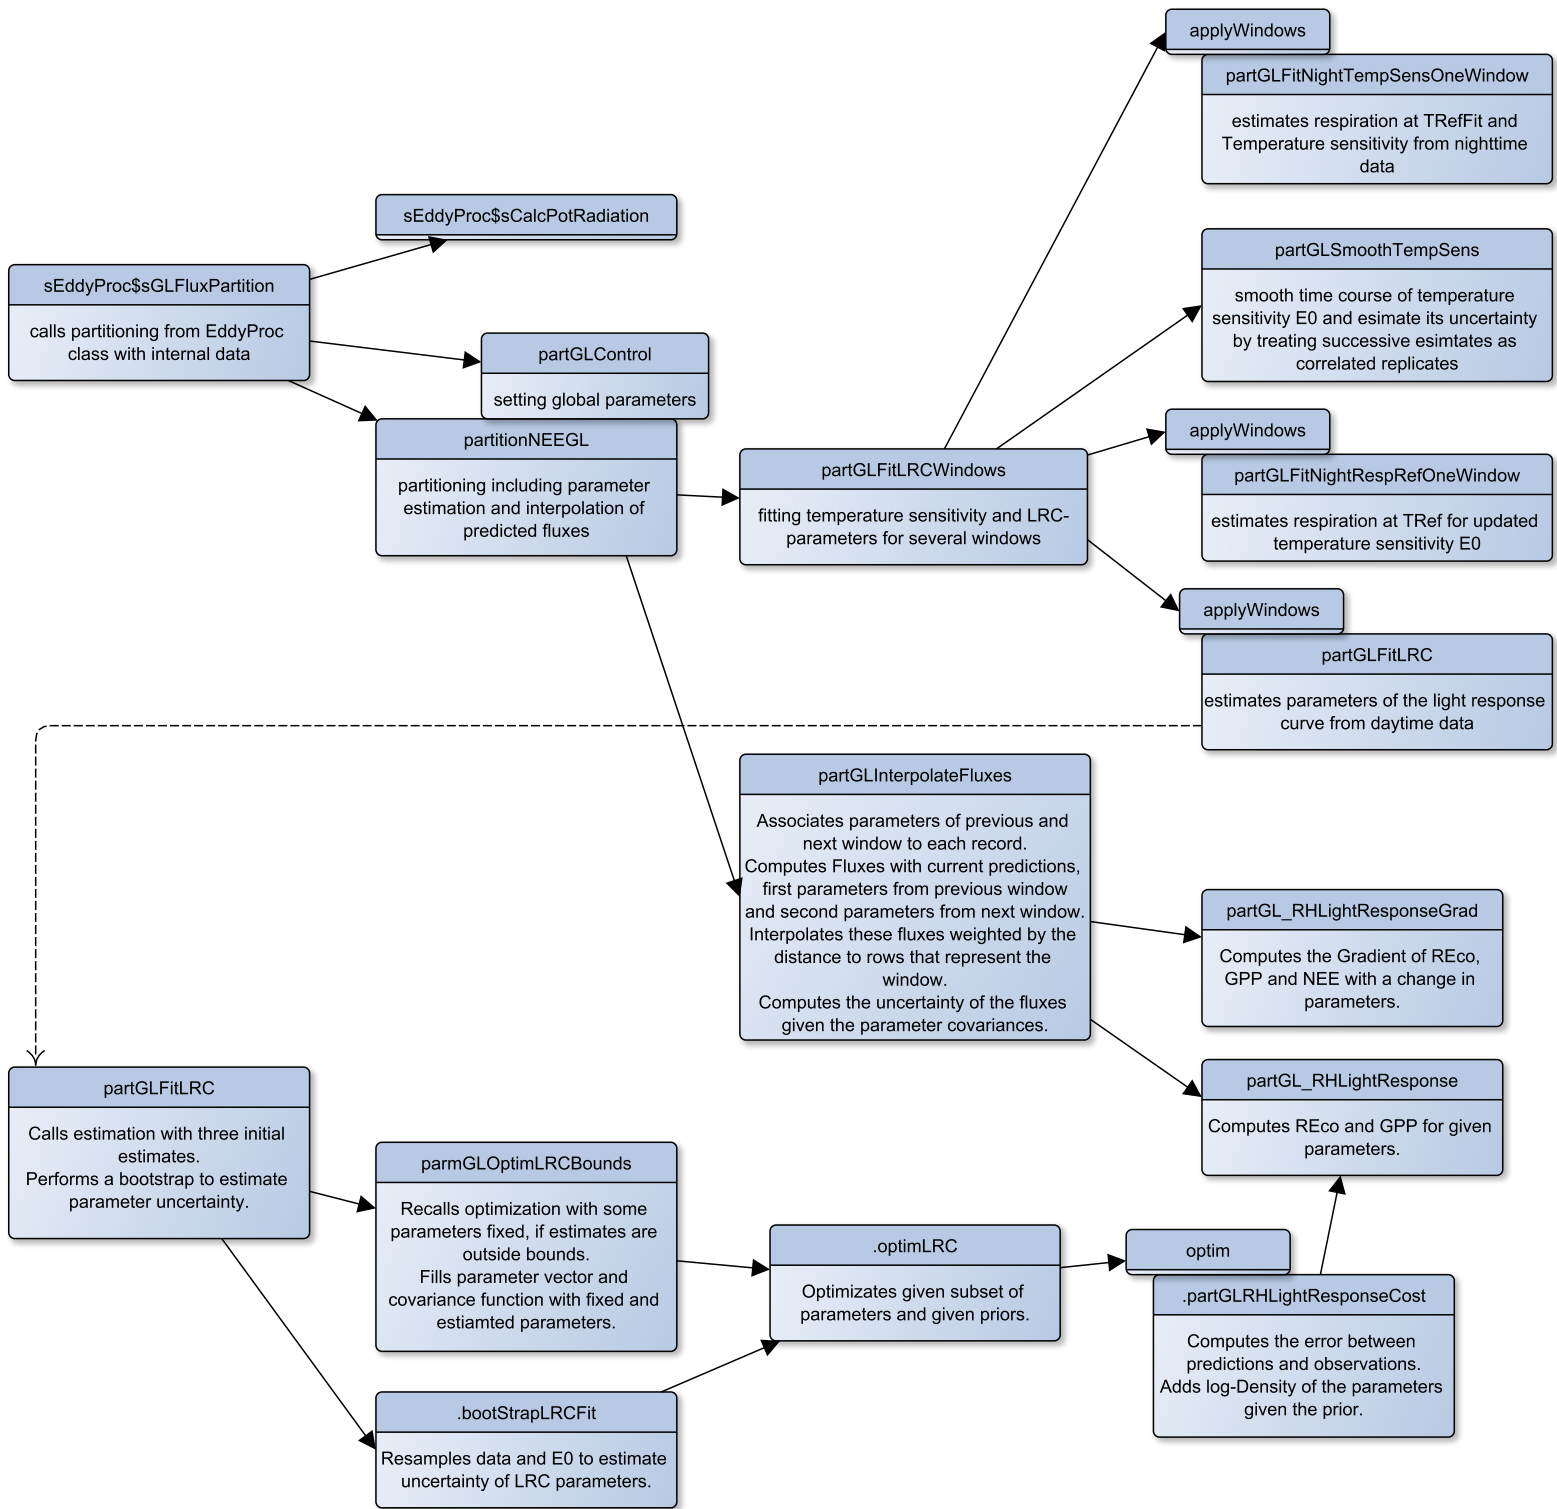 applyWindows
partGLFitNightTempSensOneWindow
estimates respiration at TRefFit and
Temperature sensitivity from nighttime
data
sEddyProc$sCalcPotRadiation
sEddyProc$sGLFluxPartition
calls partitioning from EddyProc
class with internal data
partGLControl
setting global parameters
partGLSmoothTempSens
smooth time course of temperature
sensitivity E0 and esimate its uncertainty
by treating successive esimtates as
correlated replicates
partitionNEEGL
partitioning including parameter
estimation and interpolation of
predicted fluxes
partGLFitLRCWindows
fitting temperature sensitivity and LRC-
parameters for several windows
applyWindows
partGLFitNightRespRefOneWindow
estimates respiration at TRef for updated
temperature sensitivity E0
applyWindows
partGLFitLRC
estimates parameters of the light response
curve from daytime data
partGLInterpolateFluxes
Associates parameters of previous and
next window to each record.
Computes Fluxes with current predictions,
first parameters from previous window
and second parameters from next window.
Interpolates these fluxes weighted by the
distance to rows that represent the
window.
Computes the uncertainty of the fluxes
given the parameter covariances.
partGL_RHLightResponseGrad
Computes the Gradient of REco,
GPP and NEE with a change in
parameters.
partGL_RHLightResponse
Computes REco and GPP for given
parameters.
partGLFitLRC
Calls estimation with three initial
estimates.
Performs a bootstrap to estimate
parameter uncertainty.
parmGLOptimLRCBounds
Recalls optimization with some
parameters fixed, if estimates are
outside bounds.
Fills parameter vector and
covariance function with fixed and
estiamted parameters.
.optimLRC
Optimizates given subset of
parameters and given priors.
optim
.partGLRHLightResponseCost
Computes the error between
predictions and observations.
Adds log-Density of the parameters
given the prior.
.bootStrapLRCFit
Resamples data and E0 to estimate
uncertainty of LRC parameters.